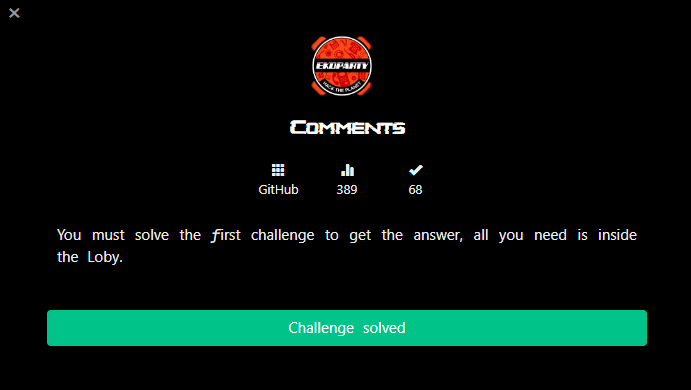 EKOPARTY
HACK THE PLANET
Comments
GitHub 389 68
You must solve the first challenge to get the answer, all you need is inside
the Loby.
Challenge solved